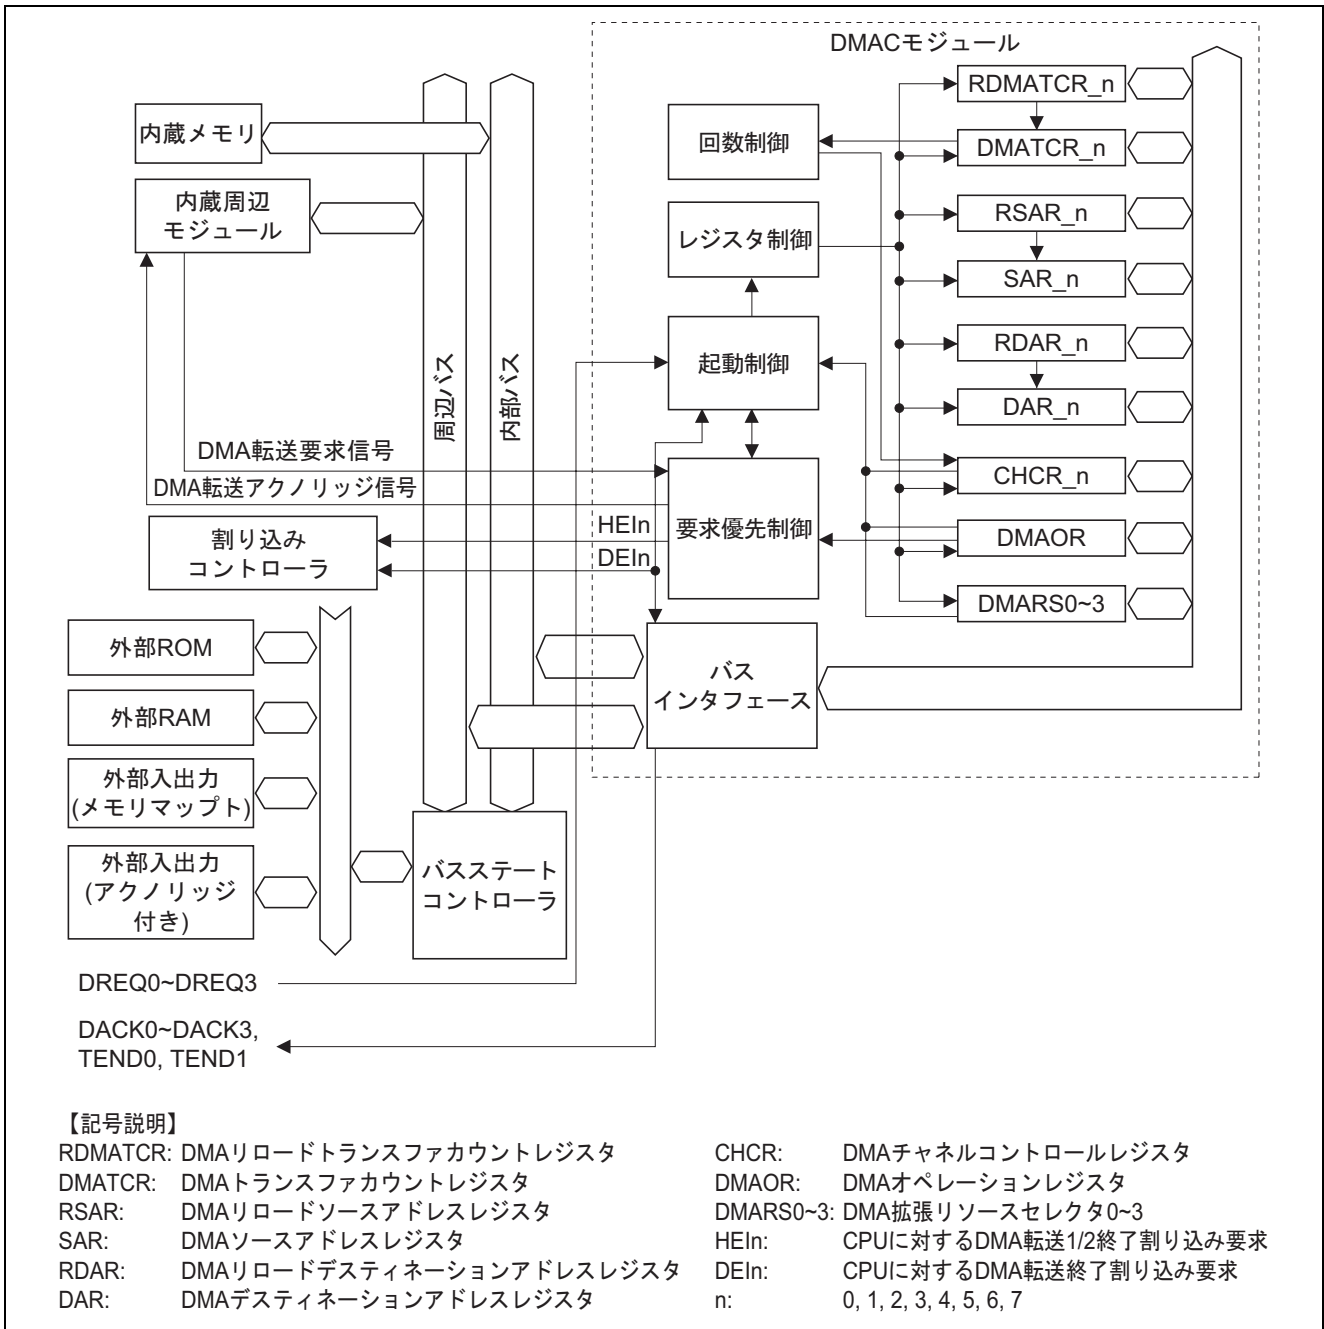 DMACモジュール
内蔵メモリ
内蔵周辺
モジュール
周辺バス
内部バス
DMA転送要求信号
DMA転送アクノリッジ信号
割り込み
コントローラ
HEIn
DEIn
回数制御
レジスタ制御
起動制御
要求優先制御
バス
インタフェース
RDMATCR_n
DMATCR_n
RSAR_n
SAR_n
RDAR_n
DAR_n
CHCR_n
DMAOR
DMARS0~3
外部ROM
外部RAM
外部入出力
(メモリマップト)
外部入出力
(アクノリッジ
付き)
バスステート
コントローラ
DREQ0~DREQ3
DACK0~DACK3,
TEND0, TEND1
【記号説明】
RDMATCR: DMAリロードトランスファカウントレジスタ
DMATCR: DMAトランスファカウントレジスタ
RSAR: DMAリロードソースアドレスレジスタ
SAR: DMAソースアドレスレジスタ
RDAR: DMAリロードデスティネーションアドレスレジスタ
DAR: DMAデスティネーションアドレスレジスタ
CHCR: DMAチャネルコントロールレジスタ
DMAOR: DMAオペレーションレジスタ
DMARS0~3: DMA拡張リソースセレクタ0~3
HEIn: CPUに対するDMA転送1/2終了割り込み要求
DEIn: CPUに対するDMA転送終了割り込み要求
n: 0, 1, 2, 3, 4, 5, 6, 7